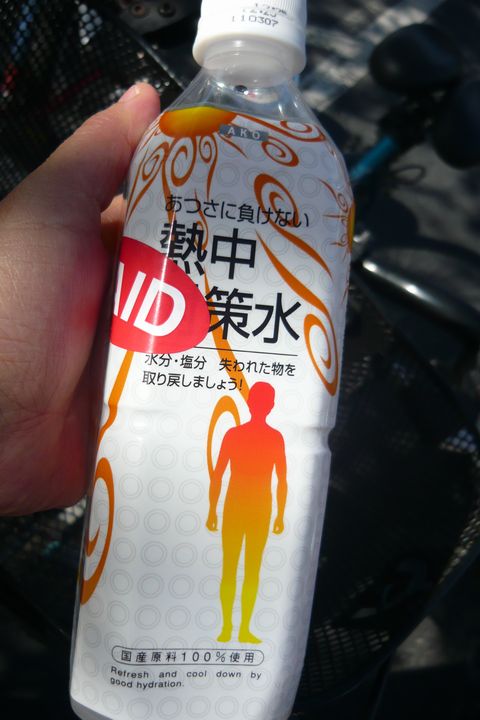 L10307
AKO
あつさに負けない
熱中
策水
AID
水分・塩分 失われた物を
取り戻しましょう!
国産原料100%使用
Refresh and cool down by
good hydration.